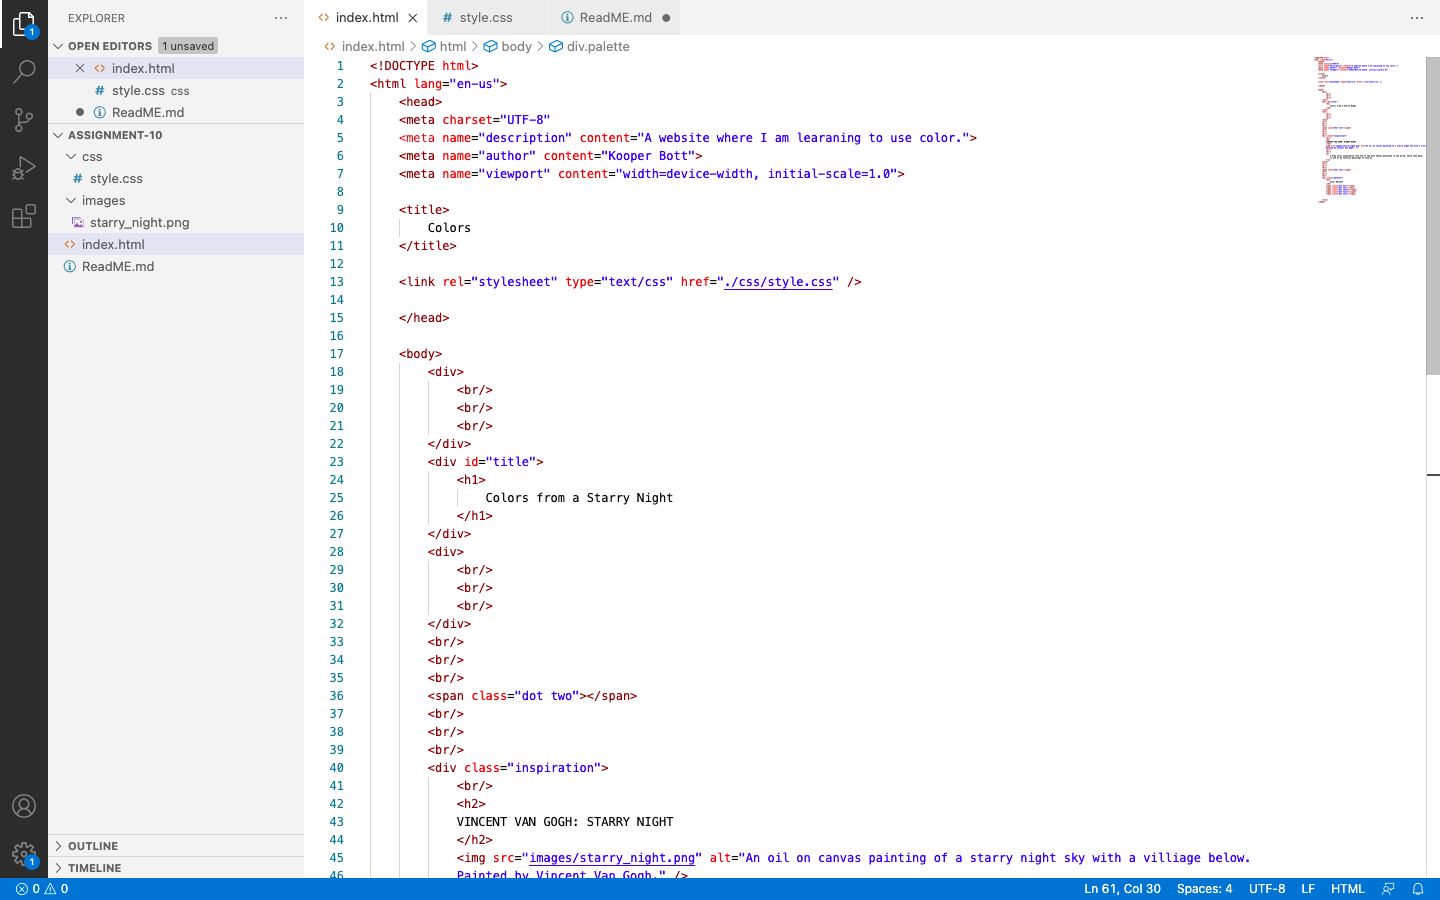 EXPLORER
OPEN EDITORS 1 unsaved
index.html
style.css css
ReadME.md
ASSIGNMENT-10
css
style.css
images
starry_night.png
index.html
ReadME.md
OUTLINE
TIMELINE
1
1
index.html
style.css
ReadME.md
index.html > html > body > div.palette
1 <!DOCTYPE html>
2 <html lang="en-us">
3 <head>
4 <meta charset="UTF-8"
5 <meta name="description" content="A website where I am learaning to use color.">
6 <meta name="author" content="Kooper Bott">
7 <meta name="viewport" content="width=device-width, initial-scale=1.0">
8
9 <title>
10 Colors
11 </title>
12
13 <link rel="stylesheet" type="text/css" href="./css/style.css" />
14
15 </head>
16
17 <body>
18 <div>
19 <br/>
20 <br/>
21 <br/>
22 </div>
23 <div id="title">
24 <h1>
25 Colors from a Starry Night
26 </h1>
27 </div>
28 <div>
29 <br/>
30 <br/>
31 <br/>
32 </div>
33 <br/>
34 <br/>
35 <br/>
36 <span class="dot two"></span>
37 <br/>
38 <br/>
39 <br/>
40 <div class="inspiration">
41 <br/>
42 <h2>
43 VINCENT VAN GOGH: STARRY NIGHT
44 </h2>
45 <img src="images/starry_night.png" alt="An oil on canvas painting of a starry night sky with a villiage below.
46 Painted by Vincent Van Gogh." />
0 0
Ln 61, Col 30 Spaces: 4 UTF-8 LF HTML